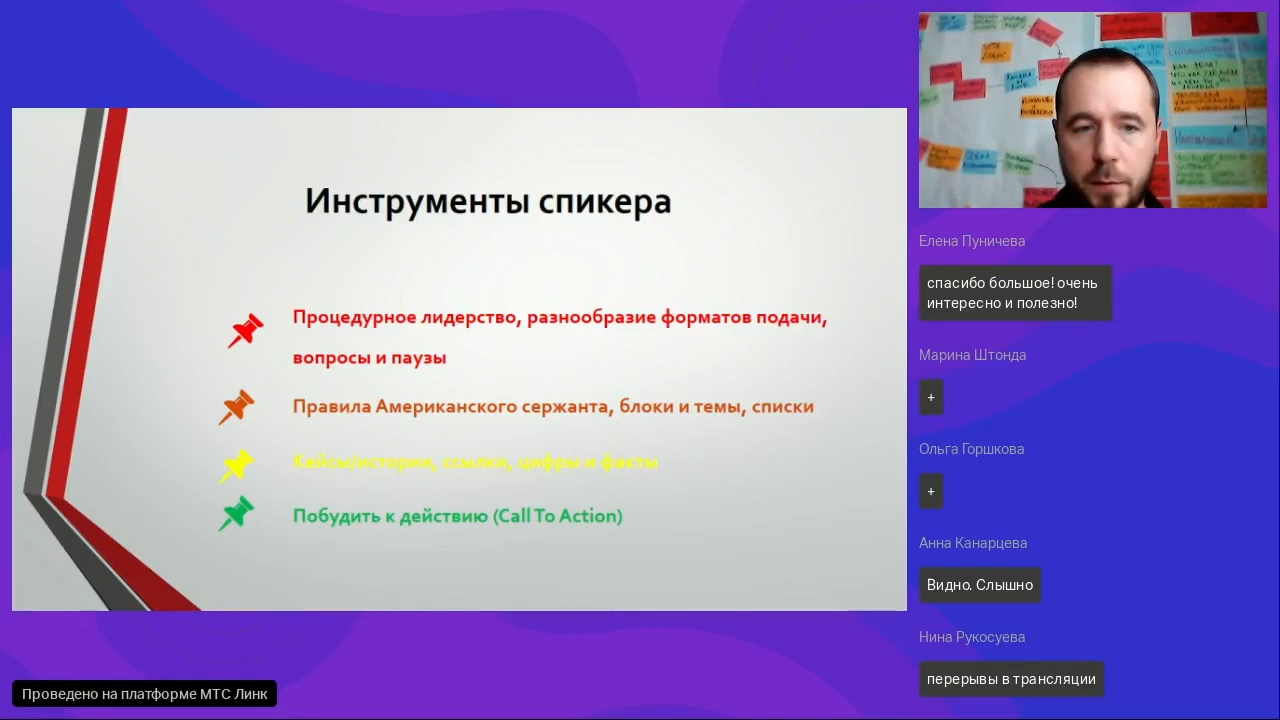 Инструменты спикера
Процедурное лидерство, разнообразие форматов подачи,
вопросы и паузы
Правила Американского сержанта, блоки и темы, списки
Кейсы/истории, ссылки, цифры и факты
Побудить к действию (Call To Action)
Проведено на платформе МТС Линк
Елена Пуничева
спасибо большое! очень
интересно и полезно!
Марина Штонда
+
Ольга Горшкова
+
Анна Канарцева
Видно. Слышно
Нина Рукосуева
перерывы в трансляции